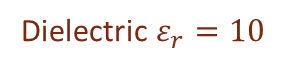 Dielectric εᵣ = 10